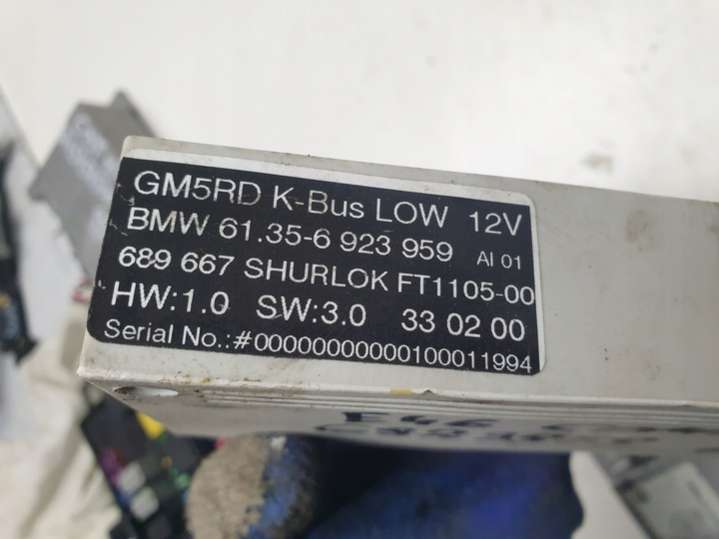 GM5RD K-Bus LOW 12V
BMW 61.35-6 923 959 AI 01
689 667 SHURLOK FT1105-00
HW:1.0 SW:3.0 33 02 00
Serial No.:#00000000000100011994
E46